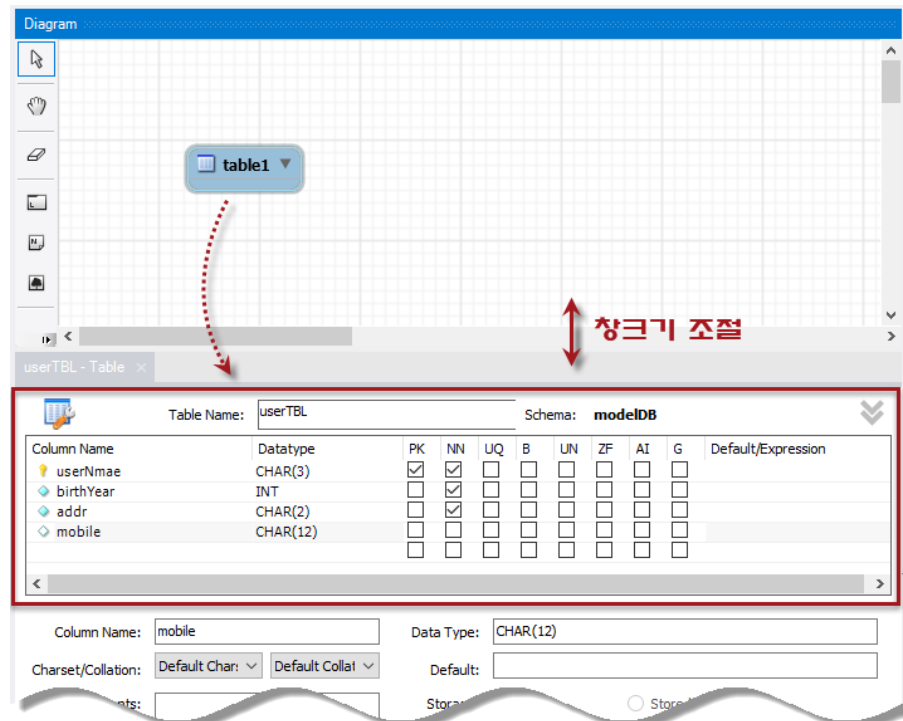 Diagram
table1
창크기 조절
userTBL - Table ×
Table Name: userTBL Schema: modelDB
Column Name Datatype PK NN UQ B UN ZF AI G Default/Expression
userNmae CHAR(3)
birthYear INT
addr CHAR(2)
mobile CHAR(12)
Column Name: mobile Data Type: CHAR(12)
Charset/Collation: Default Char: Default Collat Default: